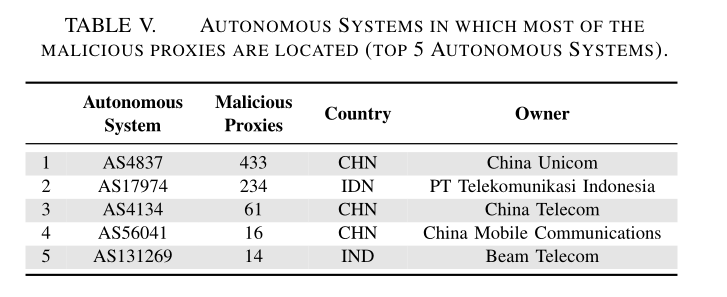 TABLE V. AUTONOMOUS SYSTEMS IN WHICH MOST OF THE
MALICIOUS PROXIES ARE LOCATED (TOP 5 AUTONOMOUS SYSTEMS).
Autonomous System Malicious Proxies Country Owner
1 AS4837 433 CHN China Unicom
2 AS17974 234 IDN PT Telekomunikasi Indonesia
3 AS4134 61 CHN China Telecom
4 AS56041 16 CHN China Mobile Communications
5 AS131269 14 IND Beam Telecom